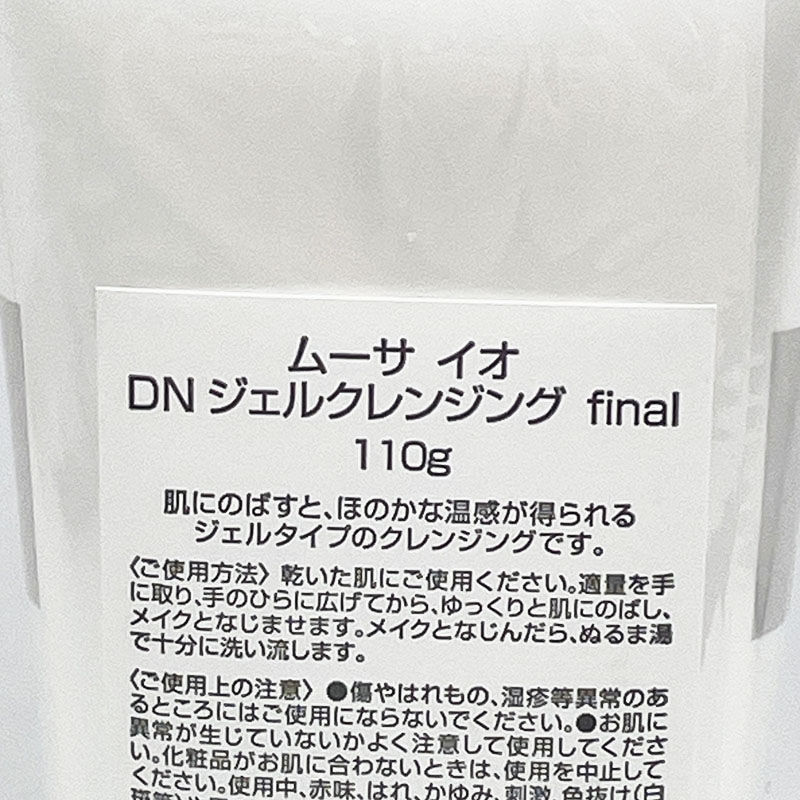 ムーサ イオ
DN ジェルクレンジング final
110g
肌にのばすと、ほのかな温感が得られる
ジェルタイプのクレンジングです。
〈ご使用方法〉乾いた肌にご使用ください。適量を手
に取り、手のひらに広げてから、ゆっくりと肌にのばし、
メイクとなじませます。メイクとなじんだら、ぬるま湯
で十分に洗い流します。
〈ご使用上の注意〉●傷やはれもの、湿疹等異常のあ
るところにはご使用にならないでください。●お肌に
異常が生じていないかよく注意して使用してくださ
い。化粧品がお肌に合わないときは、使用を中止して
ください。使用中、赤味、はれ、かゆみ、刺激、色抜け(白